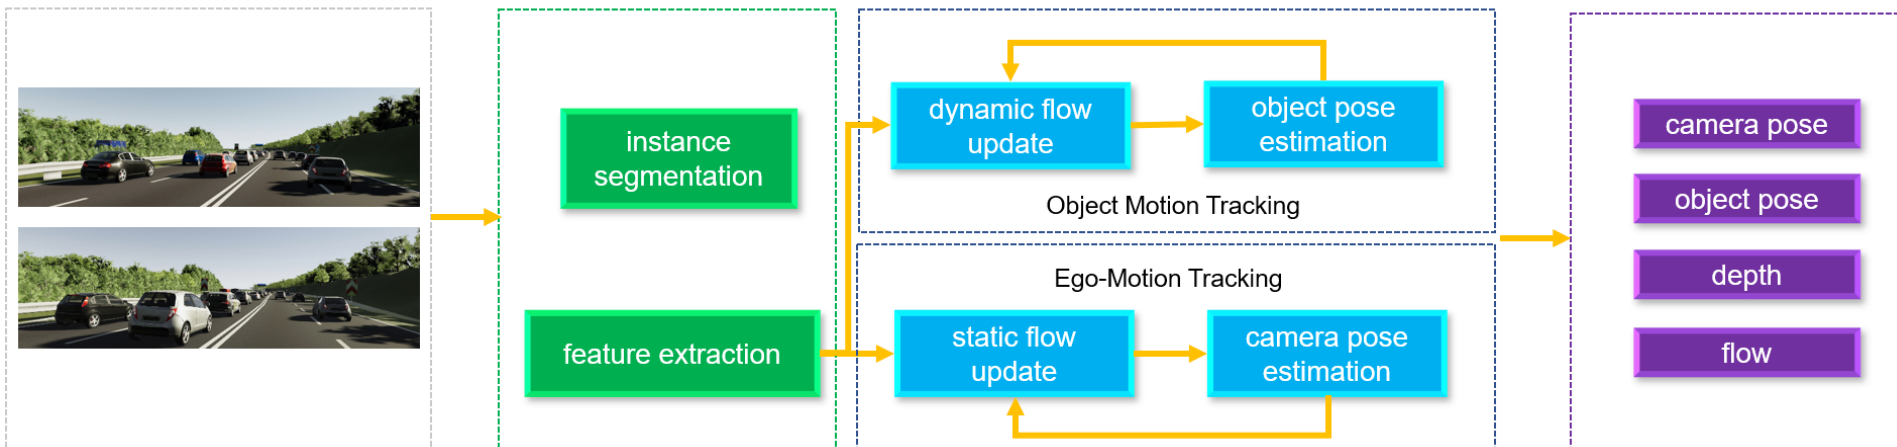 instance
segmentation
feature extraction
dynamic flow
update
object pose
estimation
Object Motion Tracking
Ego-Motion Tracking
static flow
update
camera pose
estimation
camera pose
object pose
depth
flow